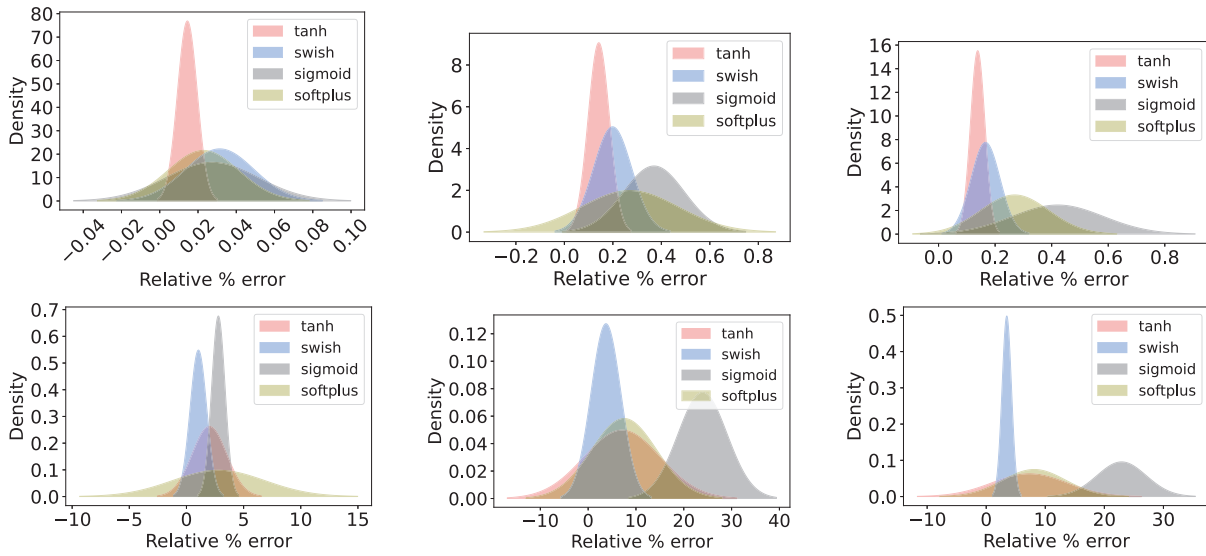 80
70
60
50
40
30
20
10
0
Density
tanh
swish
sigmoid
softplus
−0.04
−0.02
0.00
0.02
0.04
0.06
0.08
0.10
Relative % error
8
6
4
2
0
Density
tanh
swish
sigmoid
softplus
−0.2 0.0 0.2 0.4 0.6 0.8
Relative % error
16
14
12
10
8
6
4
2
0
Density
tanh
swish
sigmoid
softplus
0.0 0.2 0.4 0.6 0.8
Relative % error
0.7
0.6
0.5
0.4
0.3
0.2
0.1
0.0
Density
tanh
swish
sigmoid
softplus
−10 −5 0 5 10 15
Relative % error
0.12
0.10
0.08
0.06
0.04
0.02
0.00
Density
tanh
swish
sigmoid
softplus
−10 0 10 20 30 40
Relative % error
0.5
0.4
0.3
0.2
0.1
0.0
Density
tanh
swish
sigmoid
softplus
−10 0 10 20 30
Relative % error